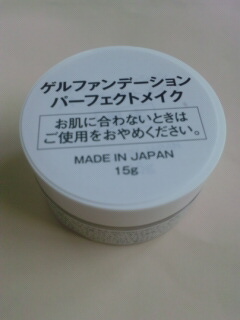 ゲルファンデーション
パーフェクトメイク
お肌に合わないときは
ご使用をおやめください。
MADE IN JAPAN
15g